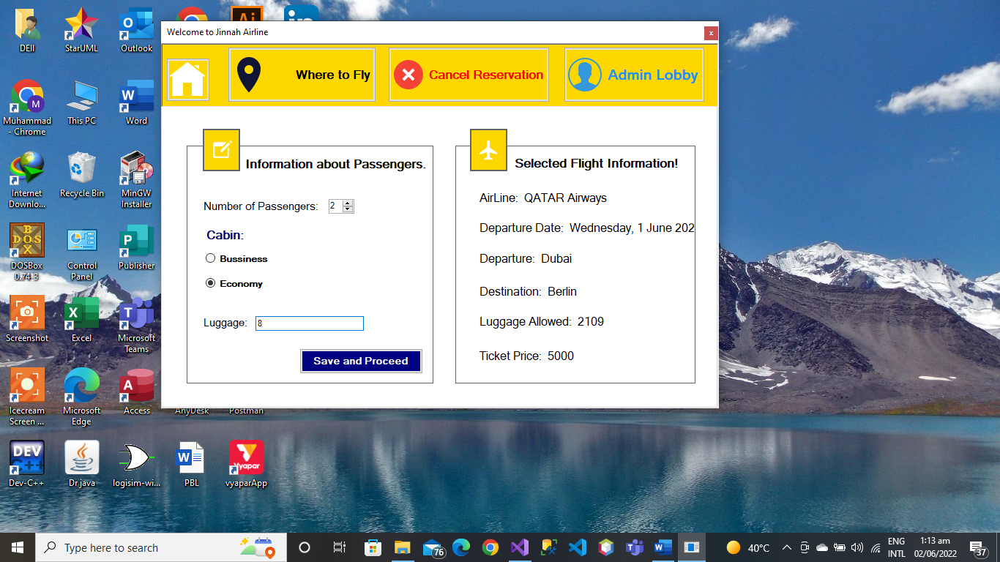 DEll
StarUML
Outlook
Muhammad
- Chrome
This PC
Word
Internet
Downlo...
Recycle Bin
MinGW
Installer
DOSBox
0.74-3
Control
Panel
Publisher
Screenshot
Excel
Microsoft
Teams
Icecream
Screen ...
Microsoft
Edge
Access
AnyDesk
Postman
Dev-C++
Dr.java
logisim-wi...
PBL
vyaparApp
Welcome to Jinnah Airline
x
Where to Fly
Cancel Reservation
Admin Lobby
Information about Passengers.
Number of Passengers: 2
Cabin:
Bussiness
Economy
Luggage: 8
Save and Proceed
Selected Flight Information!
AirLine: QATAR Airways
Departure Date: Wednesday, 1 June 202
Departure: Dubai
Destination: Berlin
Luggage Allowed: 2109
Ticket Price: 5000
Type here to search
76
40°C
ENG
INTL
1:13 am
02/06/2022
37